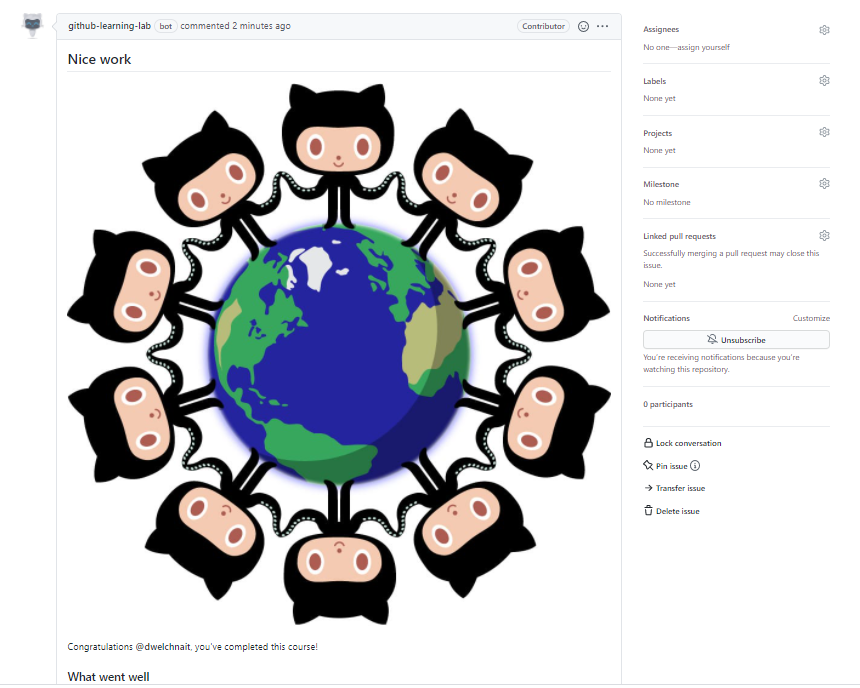 github-learning-lab bot commented 2 minutes ago Contributor
Nice work
Congratulations @dwelchnait, you've completed this course!
What went well
Assignees
No one—assign yourself
Labels
None yet
Projects
None yet
Milestone
No milestone
Linked pull requests
Successfully merging a pull request may close this
issue.
None yet
Notifications Customize
Unsubscribe
You're receiving notifications because you're
watching this repository.
0 participants
Lock conversation
Pin issue
Transfer issue
Delete issue